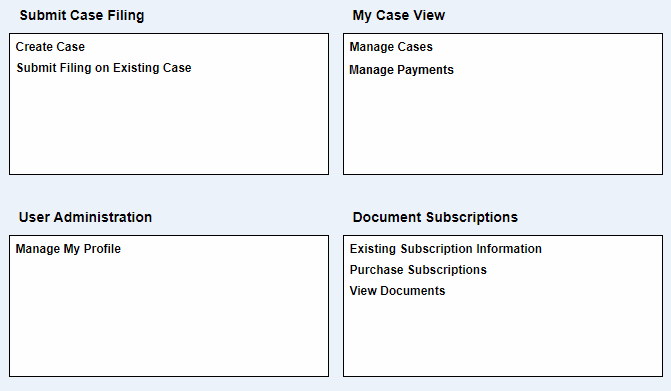 Submit Case Filing
Create Case
Submit Filing on Existing Case
My Case View
Manage Cases
Manage Payments
User Administration
Manage My Profile
Document Subscriptions
Existing Subscription Information
Purchase Subscriptions
View Documents